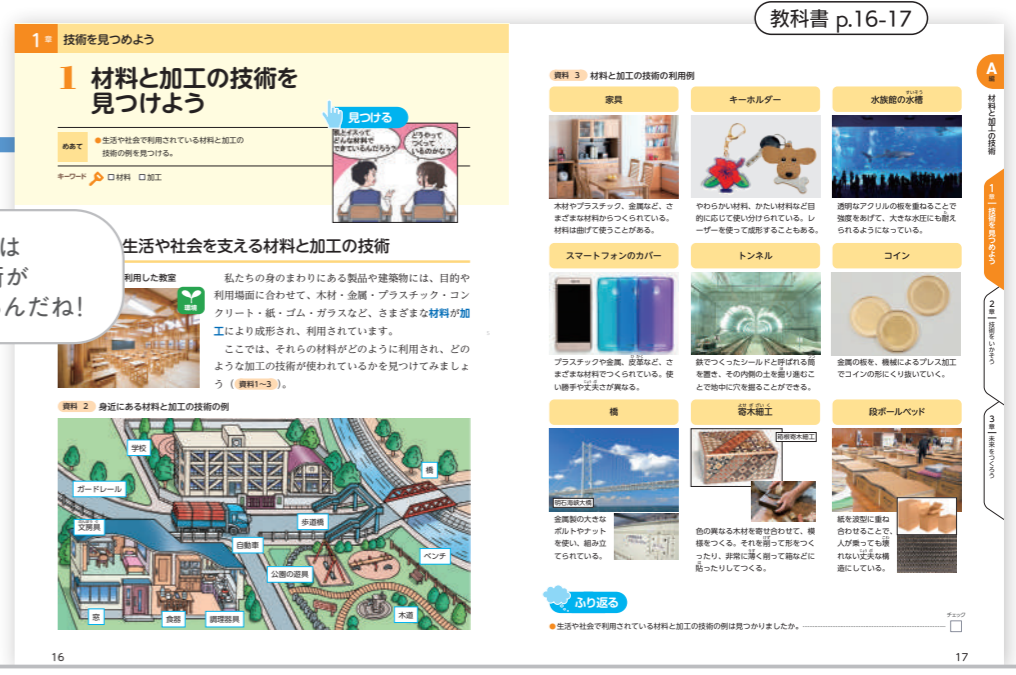 教科書 p.16-17
1章 技術を見つめよう
1 材料と加工の技術を
見つけよう
めあて
●生活や社会で利用されている材料と加工の
技術の例を見つける。
キーワード 口材料 口加工
見つける
どんな材料で
できているんだろう?
どうやって
つくって
いるのかな?
は
術が
んだね!
生活や社会を支える材料と加工の技術
利用した教室
環境
私たちの身のまわりにある製品や建築物には、目的や
利用場面に合わせて、木材・金属・プラスチック・コン
クリート・紙・ゴム・ガラスなど、さまざまな材料が加
工により成形され、利用されています。
ここでは、それらの材料がどのように利用され、どの
ような加工の技術が使われているかを見つけてみましょ
う(資料1~3)。
資料 2 身近にある材料と加工の技術の例
学校
橋
ガードレール
文房具
ぶんぼうぐ
歩道橋
自動車
ベンチ
公園の遊具
木道
窓
食器
調理器具
16
資料 3 材料と加工の技術の利用例
家具
木材やプラスチック、金属など、さ
まざまな材料からつくられている。
材料は曲げて使うことがある。
キーホルダー
やわらかい材料、かたい材料など目
的に応じて使い分けられている。レ
ーザーを使って成形することもある。
すいそう
水族館の水槽
透明なアクリルの板を重ねることで
強度をあげて、大きな水圧にも耐え
られるようになっている。
スマートフォンのカバー
プラスチックや金属、皮革など、さ
まざまな材料でつくられている。使
い勝手や丈夫さが異なる。
トンネル
鉄でつくったシールドと呼ばれる筒
を置き、その内側の土を掘り進むこ
とで地中に穴を掘ることができる。
コイン
金属の板を、機械によるプレス加工
でコインの形にくり抜いていく。
橋
明石海峡大橋
金属製の大きな
ボルトやナット
を使い、組み立
てられている。
よせぎざいく
寄木細工
箱根寄木細工
色の異なる木材を寄せ合わせて、模
様をつくる。それを削って形をつく
ったり、非常に薄く削って箱などに
貼ったりしてつくる。
段ボールベッド
紙を波型に重ね
合わせることで、
人が乗っても壊
れない丈夫な構
造にしている。
ふり返る
●生活や社会で利用されている材料と加工の技術の例は見つかりましたか。
チェック
17
A編
材料と加工の技術
1章 技術を見つめよう
2章 技術をいかそう
3章 未来をつくろう